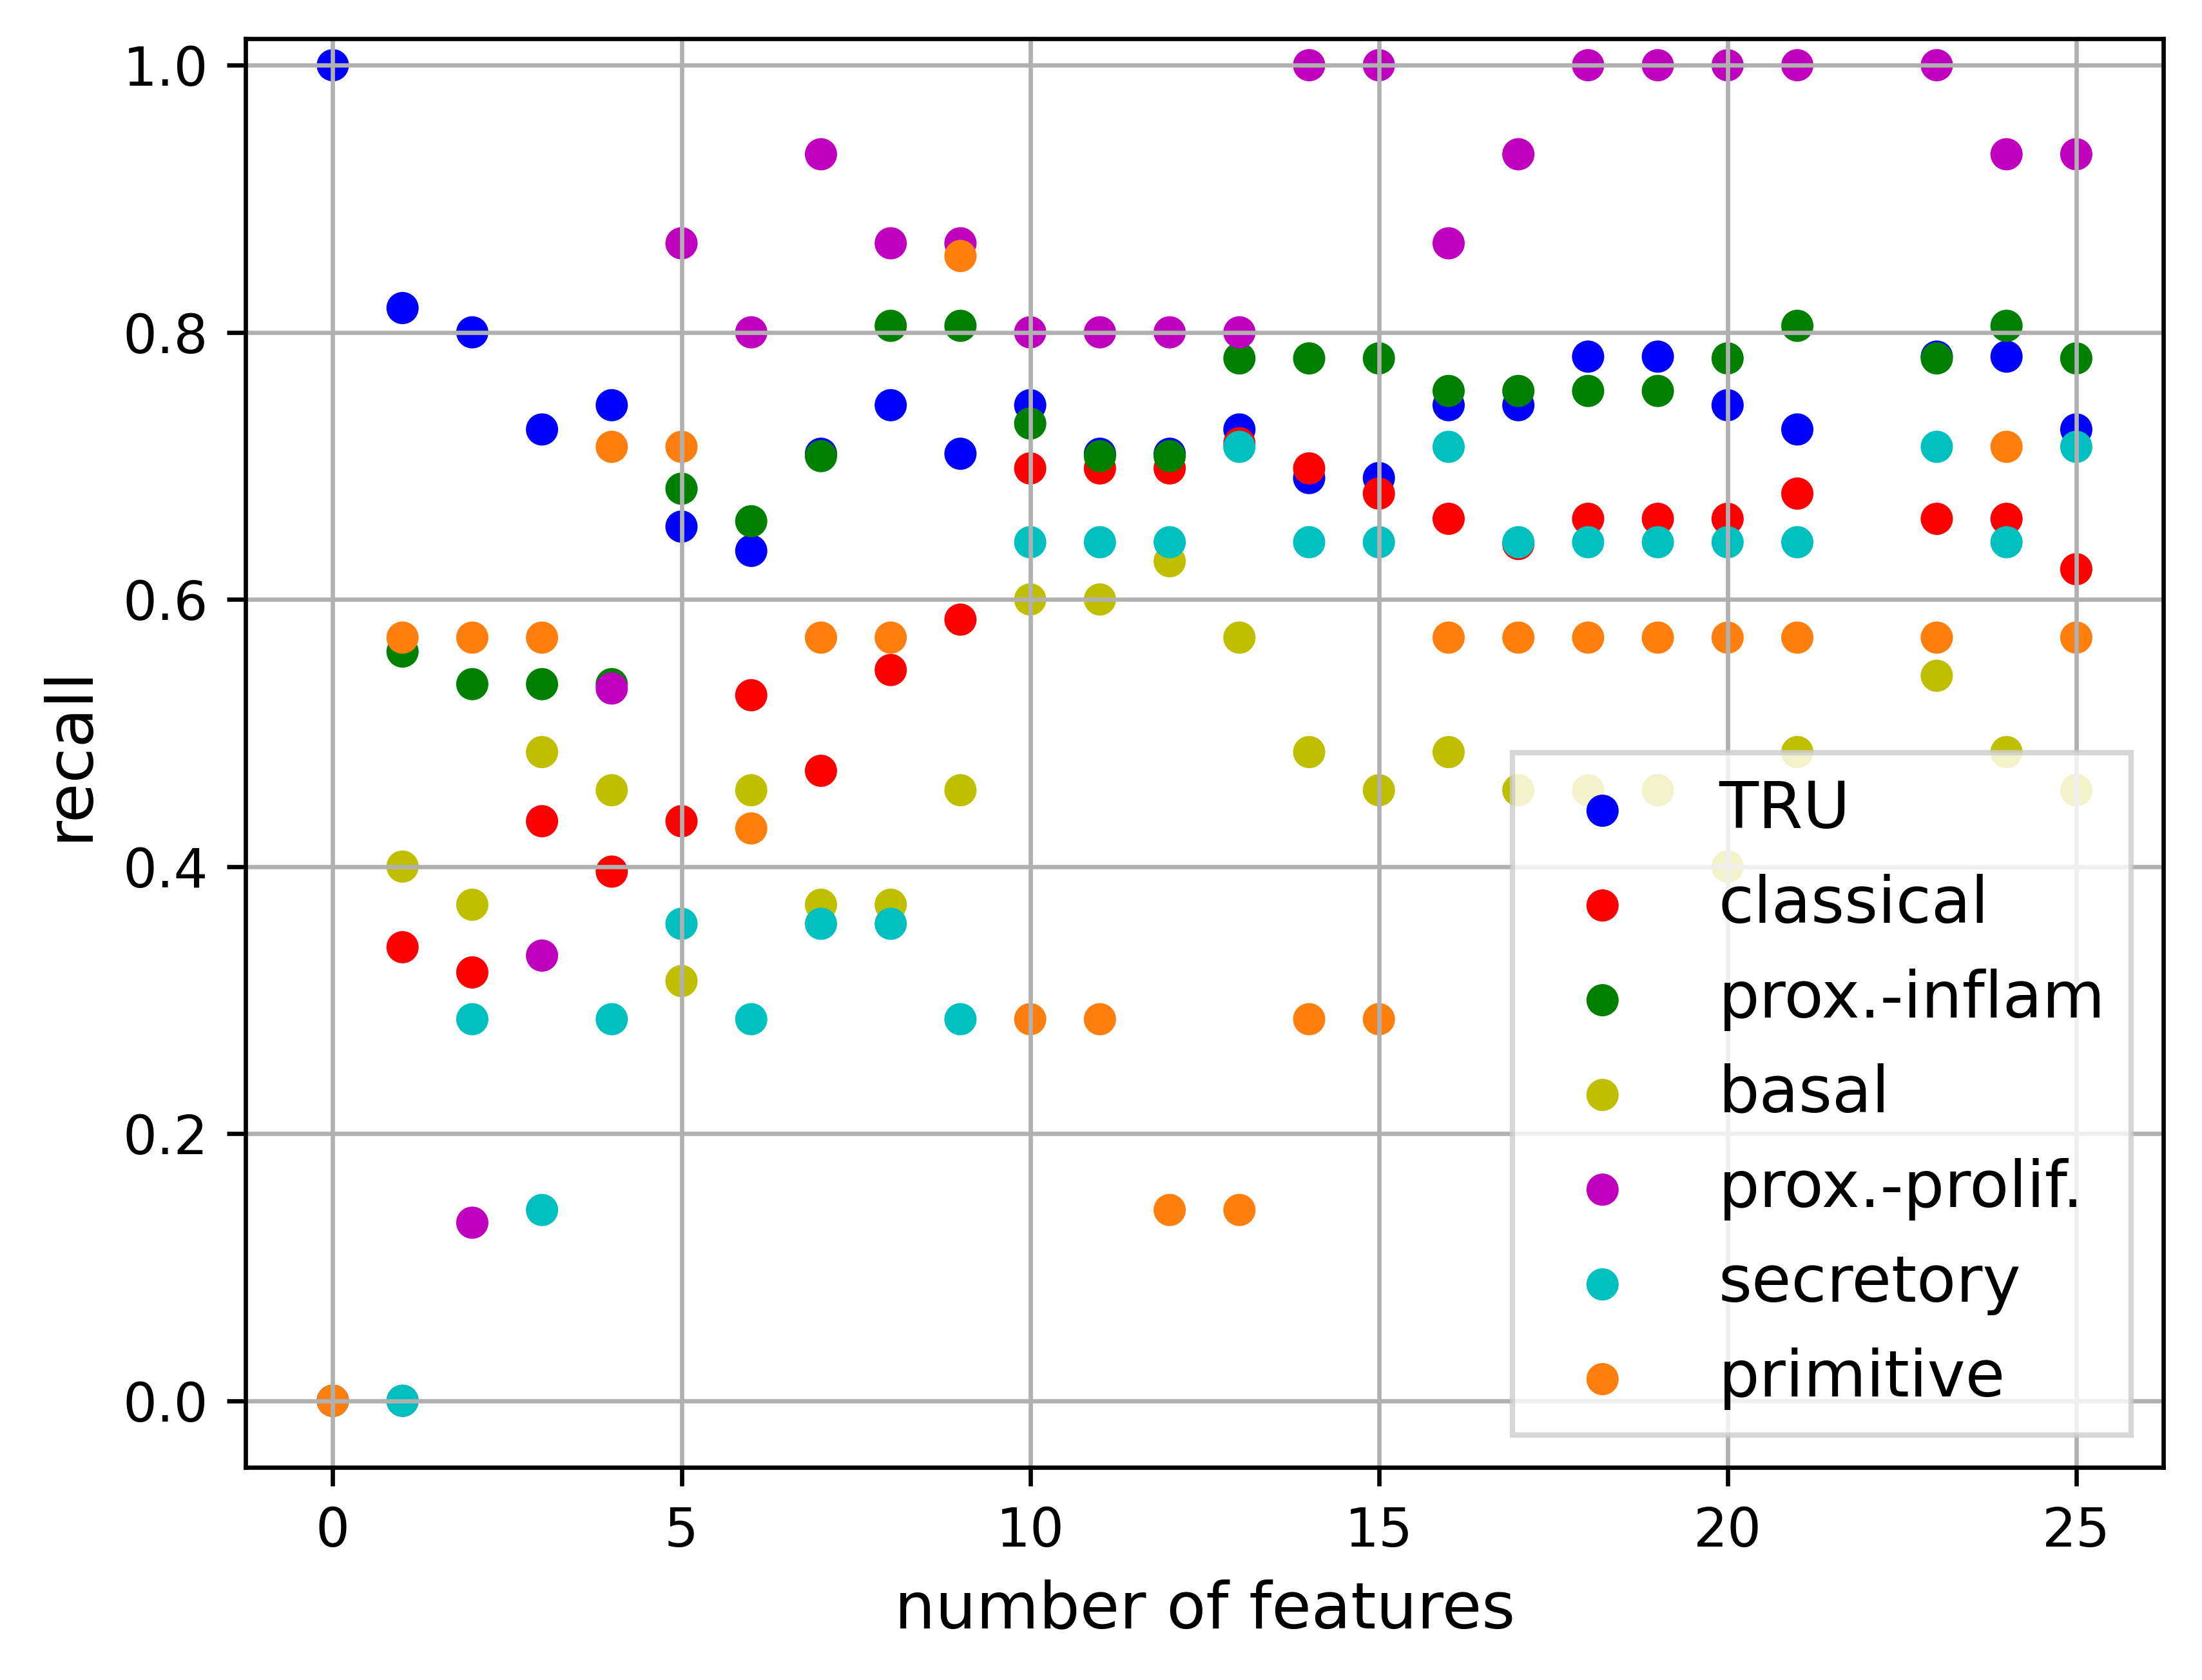 1.0
0.8
0.6
0.4
0.2
0.0
recall
TRU
classical
prox.-inflam
basal
prox.-prolif.
secretory
primitive
0 5 10 15 20 25
number of features